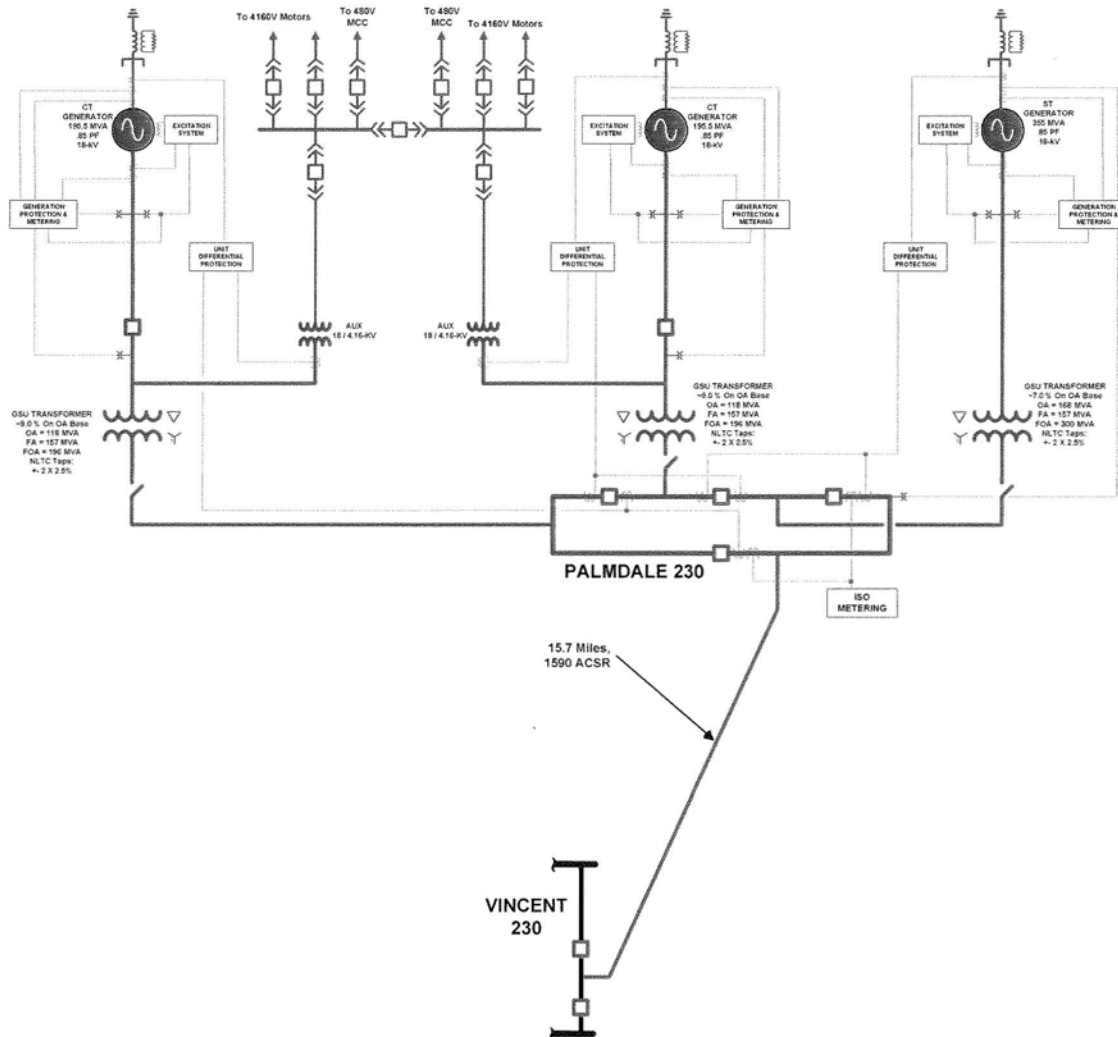 To 4160V Motors
To 480V
MCC
To 480V
MCC
To 4160V Motors
CT
GENERATOR
196.5 MVA
.85 PF
18-kV
EXCITATION
SYSTEM
EXCITATION
SYSTEM
CT
GENERATOR
196.5 MVA
.85 PF
18-kV
EXCITATION
SYSTEM
ST
GENERATOR
355 MVA
.85 PF
18-kV
GENERATION
PROTECTION &
METERING
GENERATION
PROTECTION &
METERING
GENERATION
PROTECTION &
METERING
UNIT
DIFFERENTIAL
PROTECTION
UNIT
DIFFERENTIAL
PROTECTION
UNIT
DIFFERENTIAL
PROTECTION
AUX
18 / 4.16-KV
AUX
18 / 4.16-KV
GSU TRANSFORMER
~9.0 % On OA Base
OA = 118 MVA
FA = 157 MVA
FOA = 196 MVA
NLTC Taps:
+- 2 X 2.5%
GSU TRANSFORMER
~9.0 % On OA Base
OA = 118 MVA
FA = 157 MVA
FOA = 196 MVA
NLTC Taps:
+- 2 X 2.5%
GSU TRANSFORMER
~7.0 % On OA Base
OA = 168 MVA
FA = 157 MVA
FOA = 300 MVA
NLTC Taps:
+- 2 X 2.5%
PALMDALE 230
ISO
METERING
15.7 Miles,
1590 ACSR
VINCENT
230